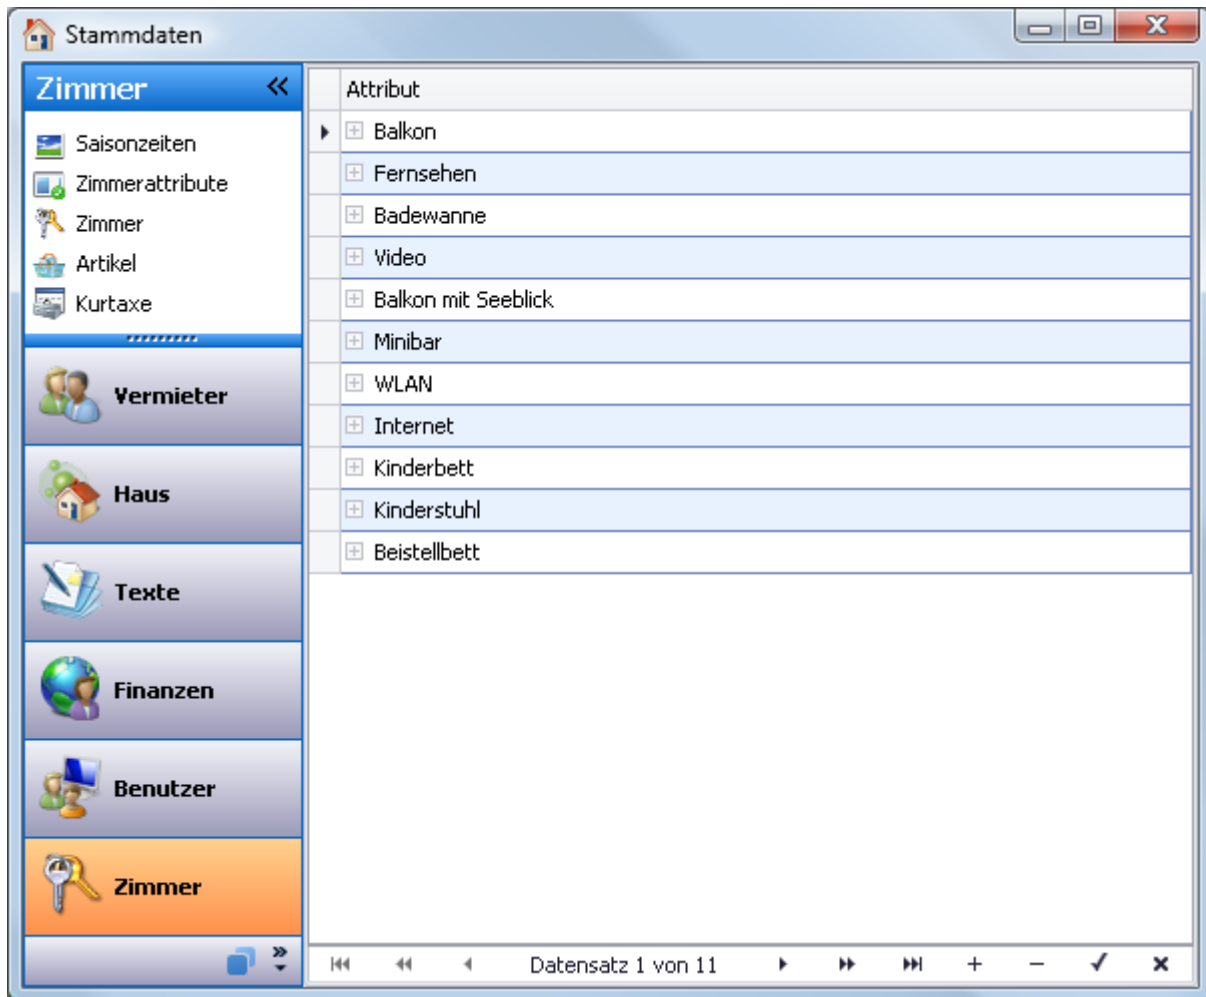 Stammdaten
Zimmer
Saisonzeiten
Zimmerattribute
Zimmer
Artikel
Kurtaxe
Vermieter
Haus
Texte
Finanzen
Benutzer
Zimmer
Attribut
Balkon
Fernsehen
Badewanne
Video
Balkon mit Seeblick
Minibar
WLAN
Internet
Kinderbett
Kinderstuhl
Beistellbett
Datensatz 1 von 11